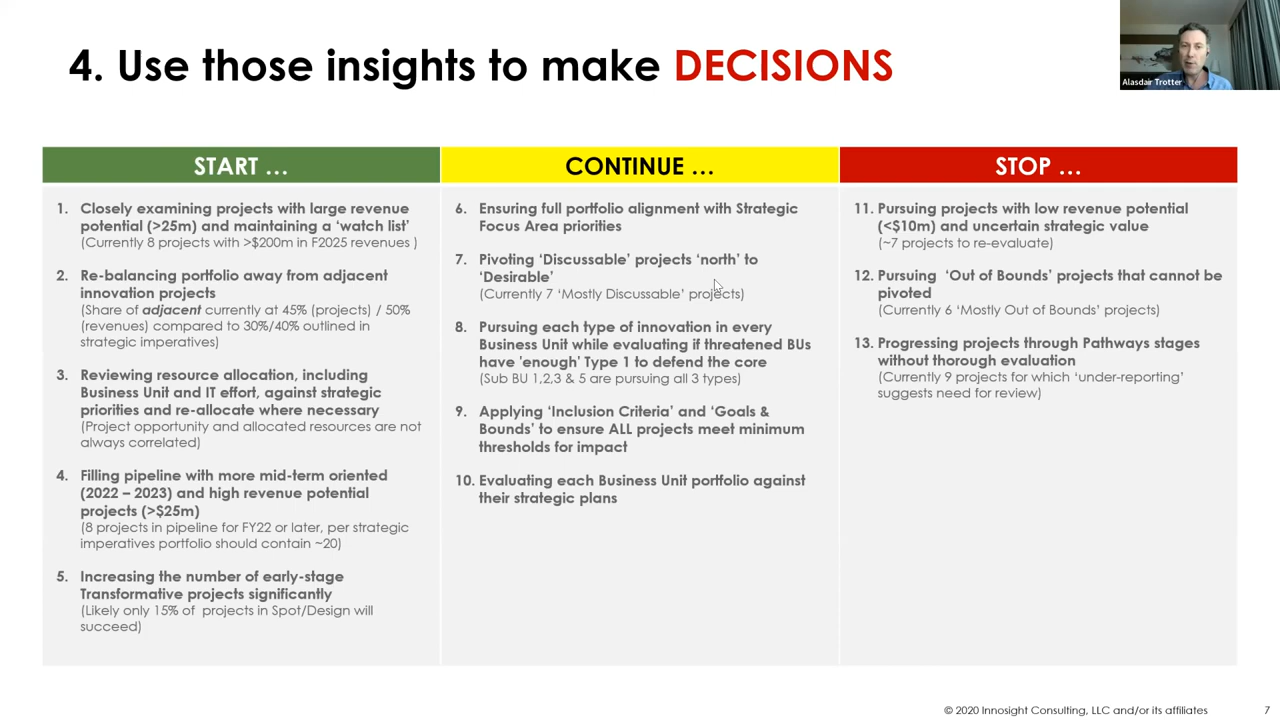 4. Use those insights to make DECISIONS
Alasdair Trotter
START …
1. Closely examining projects with large revenue
potential (>25m) and maintaining a ‘watch list’
(Currently 8 projects with >$200m in F2025 revenues )
2. Re-balancing portfolio away from adjacent
innovation projects
(Share of adjacent currently at 45% (projects) / 50%
(revenues) compared to 30%/40% outlined in
strategic imperatives)
3. Reviewing resource allocation, including
Business Unit and IT effort, against strategic
priorities and re-allocate where necessary
(Project opportunity and allocated resources are not
always correlated)
4. Filling pipeline with more mid-term oriented
(2022 – 2023) and high revenue potential
projects (>$25m)
(8 projects in pipeline for FY22 or later, per strategic
imperatives portfolio should contain ~20)
5. Increasing the number of early-stage
Transformative projects significantly
(Likely only 15% of projects in Spot/Design will
succeed)
CONTINUE …
6. Ensuring full portfolio alignment with Strategic
Focus Area priorities
7. Pivoting ‘Discussable’ projects ‘north’ to
‘Desirable’
(Currently 7 ‘Mostly Discussable’ projects)
8. Pursuing each type of innovation in every
Business Unit while evaluating if threatened BUs
have 'enough' Type 1 to defend the core
(Sub BU 1,2,3 & 5 are pursuing all 3 types)
9. Applying ‘Inclusion Criteria’ and ‘Goals &
Bounds’ to ensure ALL projects meet minimum
thresholds for impact
10. Evaluating each Business Unit portfolio against
their strategic plans
STOP …
11. Pursuing projects with low revenue potential
(<$10m) and uncertain strategic value
(~7 projects to re-evaluate)
12. Pursuing ‘Out of Bounds’ projects that cannot be
pivoted
(Currently 6 ‘Mostly Out of Bounds’ projects)
13. Progressing projects through Pathways stages
without thorough evaluation
(Currently 9 projects for which ‘under-reporting’
suggests need for review)
© 2020 Innosight Consulting, LLC and/or its affiliates
7